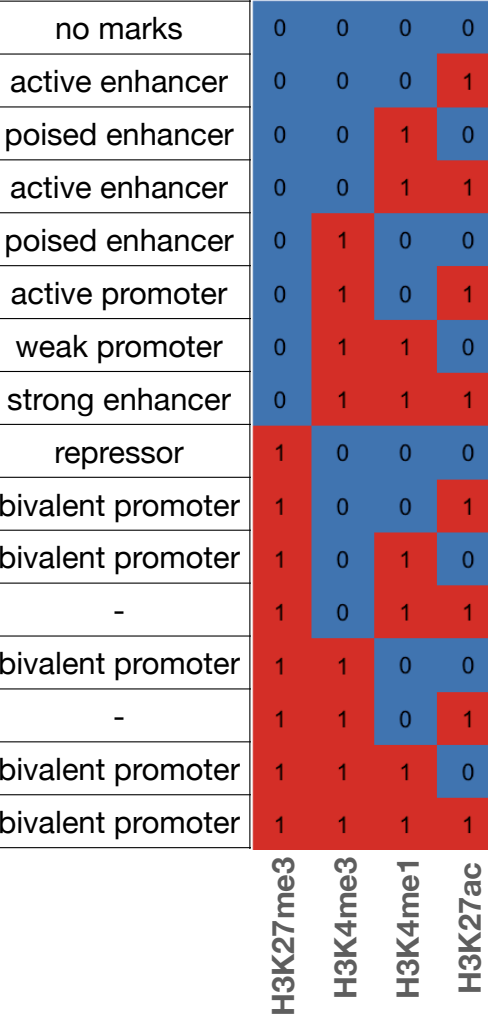 no marks 0 0 0 0
active enhancer 0 0 0 1
poised enhancer 0 0 1 0
active enhancer 0 0 1 1
poised enhancer 0 1 0 0
active promoter 0 1 0 1
weak promoter 0 1 1 0
strong enhancer 0 1 1 1
repressor 1 0 0 0
bivalent promoter 1 0 0 1
bivalent promoter 1 0 1 0
- 1 0 1 1
bivalent promoter 1 1 0 0
- 1 1 0 1
bivalent promoter 1 1 1 0
bivalent promoter 1 1 1 1
H3K27me3
H3K4me3
H3K4me1
H3K27ac